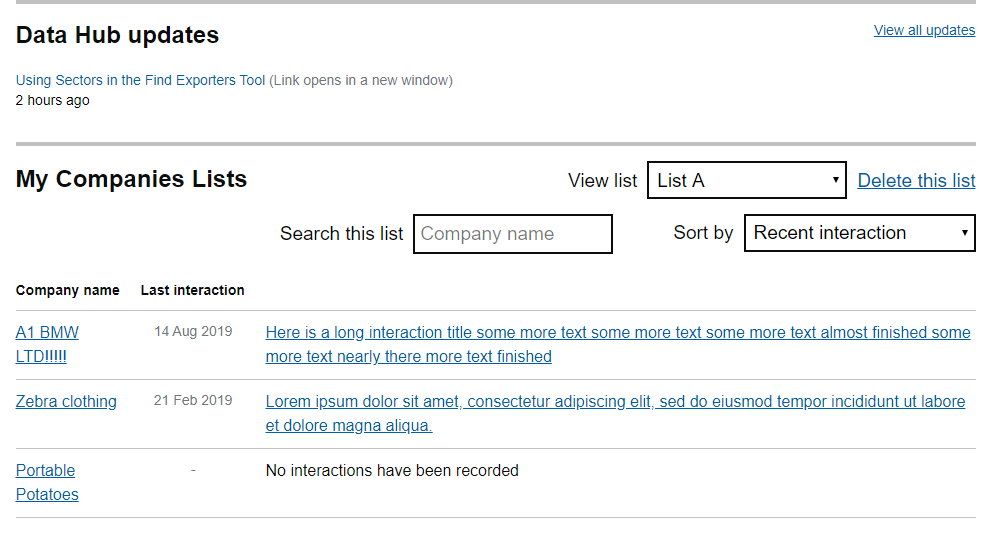 Data Hub updates
View all updates
Using Sectors in the Find Exporters Tool (Link opens in a new window)
2 hours ago
My Companies Lists
View list List A Delete this list
Search this list Company name Sort by Recent interaction
Company name Last interaction
A1 BMW 14 Aug 2019 Here is a long interaction title some more text some more text some more text almost finished some
LTD!!!!! more text nearly there more text finished
Zebra clothing 21 Feb 2019 Lorem ipsum dolor sit amet, consectetur adipiscing elit, sed do eiusmod tempor incididunt ut labore
et dolore magna aliqua.
Portable - No interactions have been recorded
Potatoes